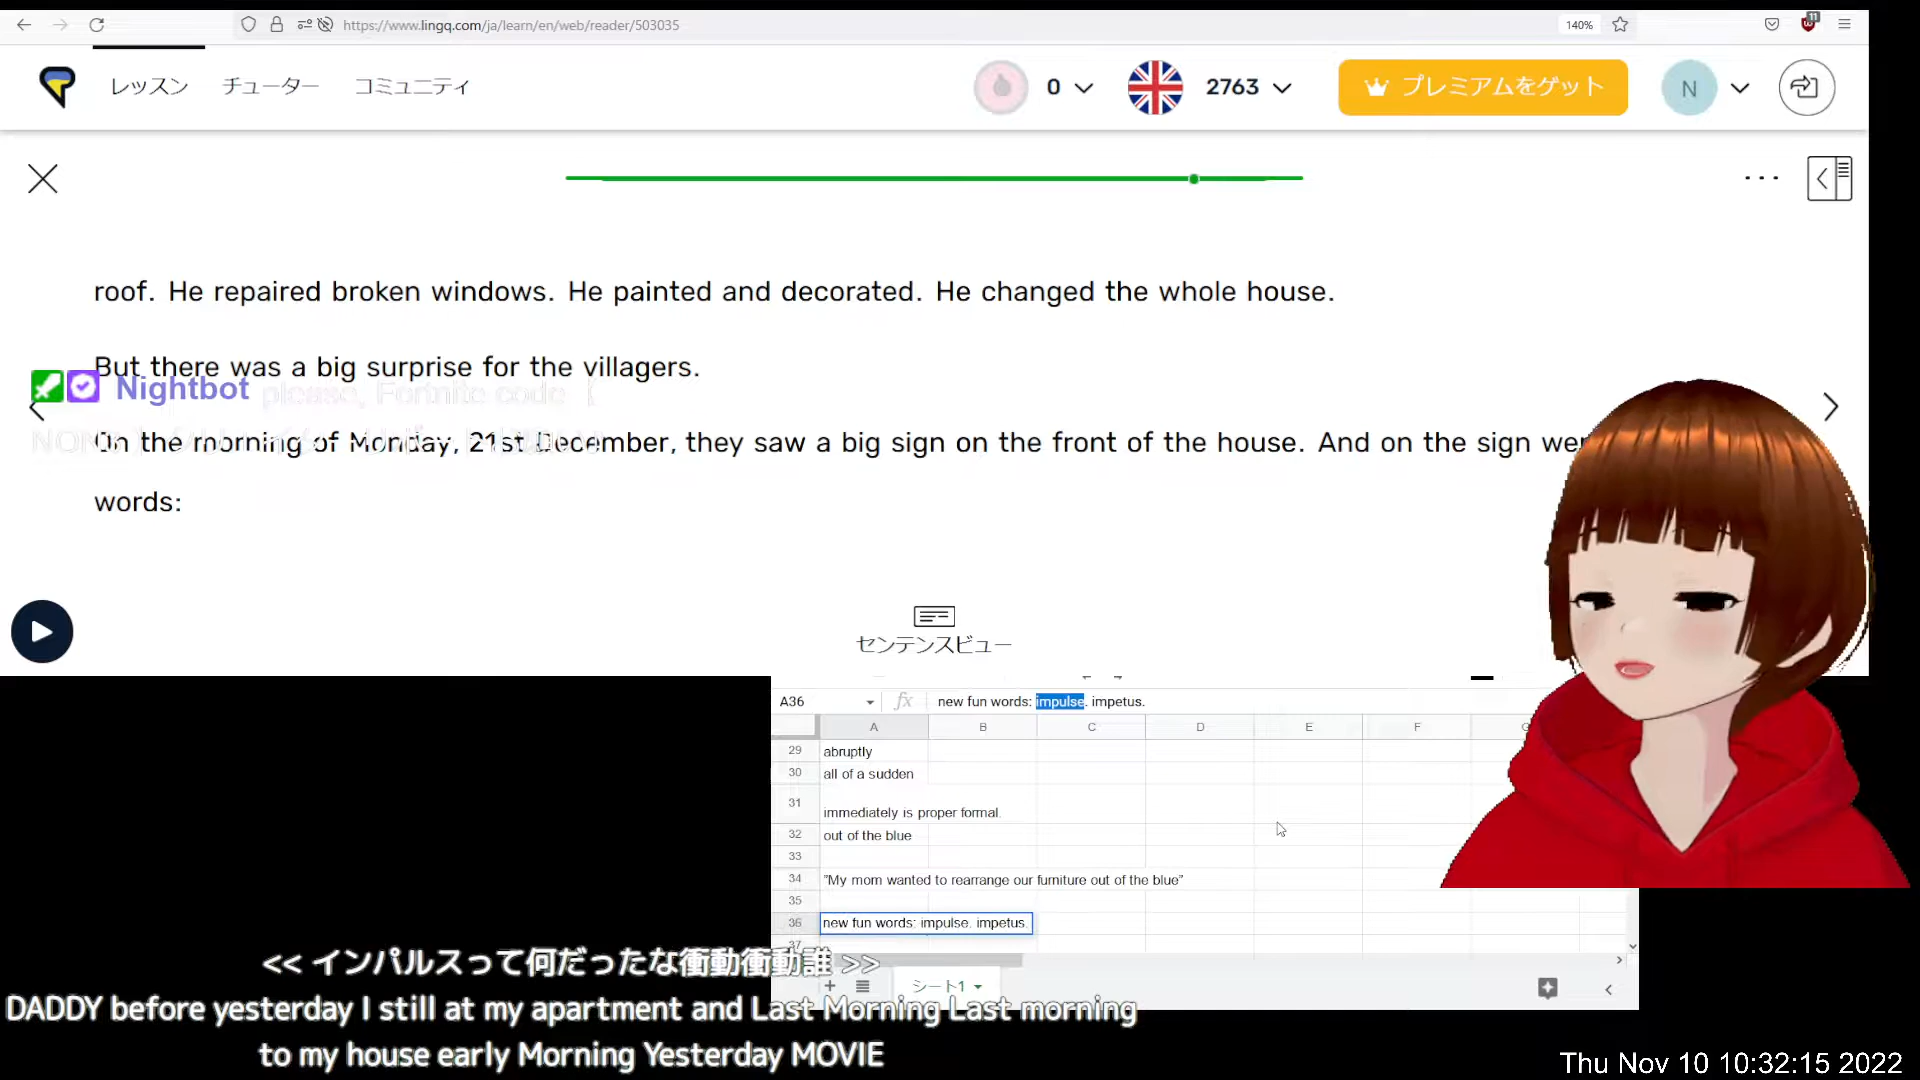 https://www.lingq.com/ja/learn/en/web/reader/503035
140%
11
レッスン
チューター
コミュニティ
0
2763
プレミアムをゲット
N
roof. He repaired broken windows. He painted and decorated. He changed the whole house.
But there was a big surprise for the villagers.
Nightbot please, Fortnite code
On the morning of Monday, 21st December, they saw a big sign on the front of the house. And on the sign
words:
センテンスビュー
A36
fx
new fun words: impulse. impetus.
A B C D E F
29 abruptly
30 all of a sudden
31 immediately is proper formal.
32 out of the blue
33
34 "My mom wanted to rearrange our furniture out of the blue"
35
36 new fun words: impulse. impetus.
37
シート1
<< インパルスって何だったな衝動衝動誰 >>
DADDY before yesterday I still at my apartment and Last Morning Last morning
to my house early Morning Yesterday MOVIE
Thu Nov 10 10:32:15 2022